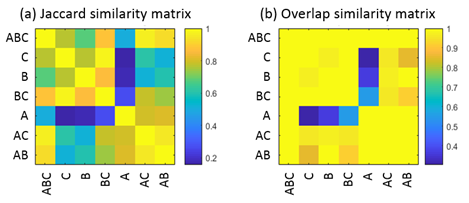 (a) Jaccard similarity matrix
ABC
C
B
BC
A
AC
AB
ABC
C
B
BC
A
AC
AB
1
0.8
0.6
0.4
0.2
(b) Overlap similarity matrix
ABC
C
B
BC
A
AC
AB
ABC
C
B
BC
A
AC
AB
1
0.9
0.8
0.7
0.6
0.5
0.4